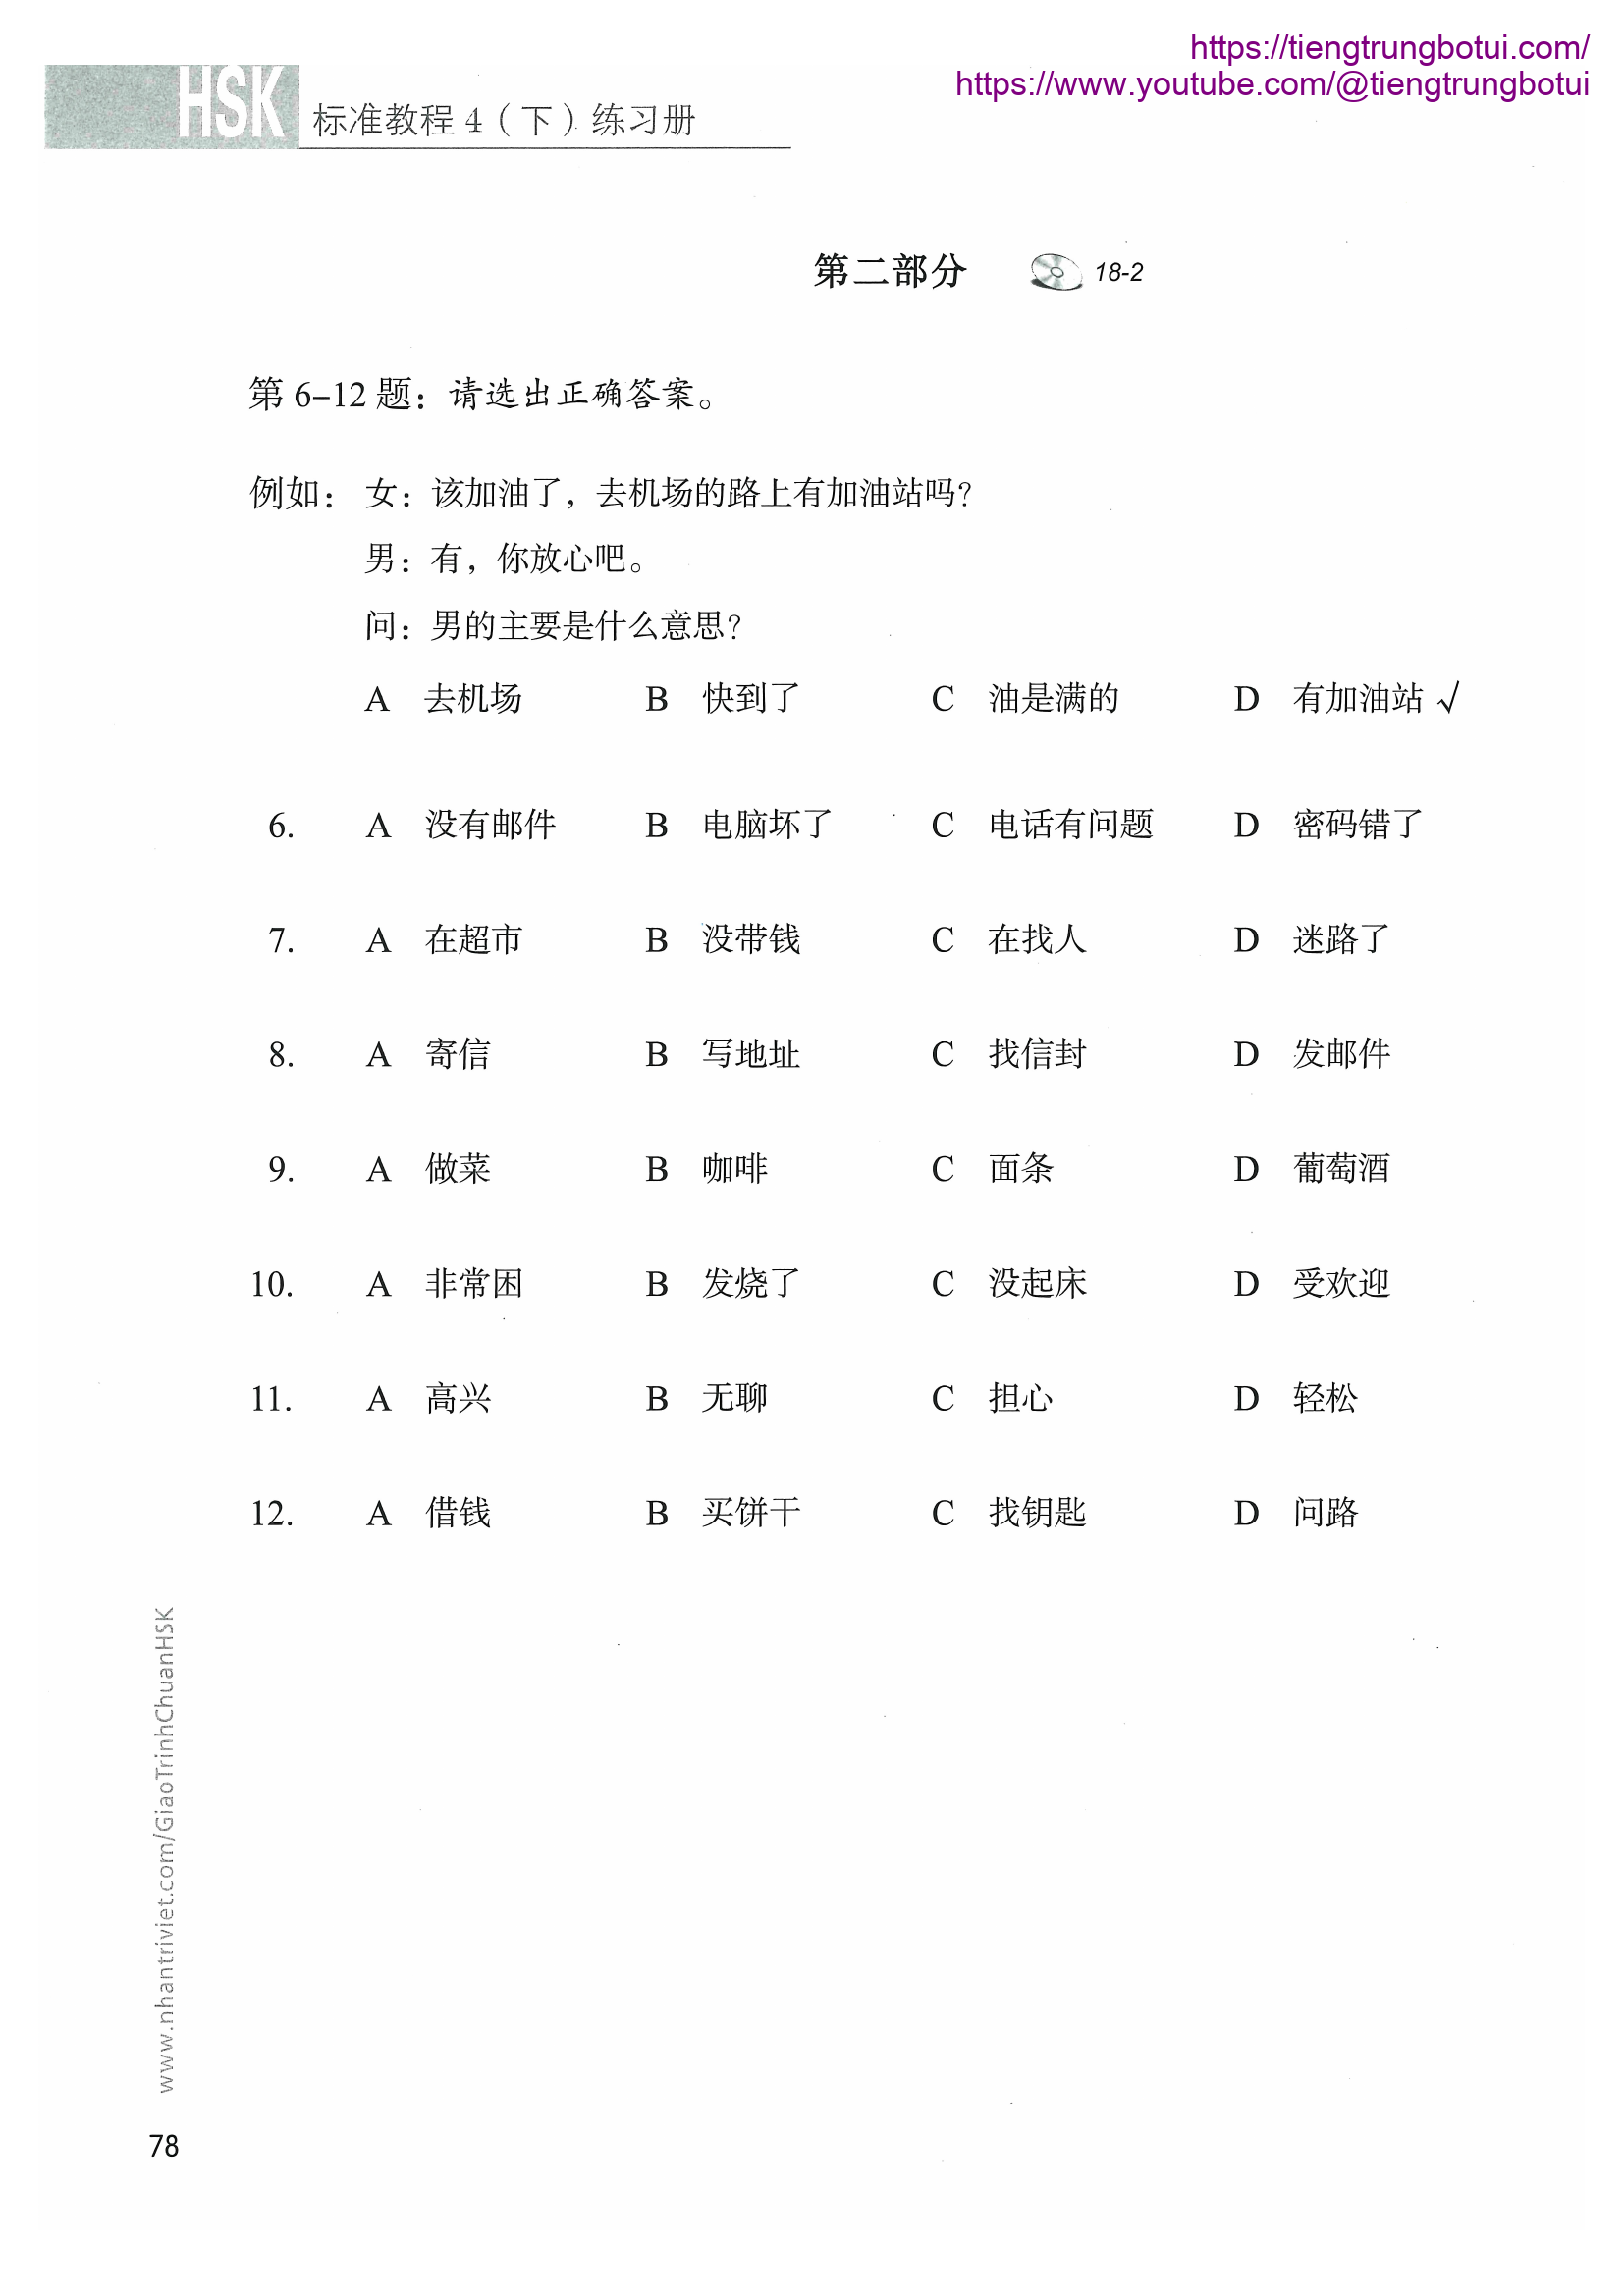 https://tiengtrungbotui.com/
https://www.youtube.com/@tiengtrungbotui
HSK 标准教程 4（下）练习册
第二部分 18-2
第 6–12 题：请选出正确答案。
例如： 女：该加油了，去机场的路上有加油站吗？
男：有，你放心吧。
问：男的主要是什么意思？
A 去机场 B 快到了 C 油是满的 D 有加油站 √
6. A 没有邮件 B 电脑坏了 C 电话有问题 D 密码错了
7. A 在超市 B 没带钱 C 在找人 D 迷路了
8. A 寄信 B 写地址 C 找信封 D 发邮件
9. A 做菜 B 咖啡 C 面条 D 葡萄酒
10. A 非常困 B 发烧了 C 没起床 D 受欢迎
11. A 高兴 B 无聊 C 担心 D 轻松
12. A 借钱 B 买饼干 C 找钥匙 D 问路
www.nhantriviet.com/GiaoTrinhChuanHSK
78